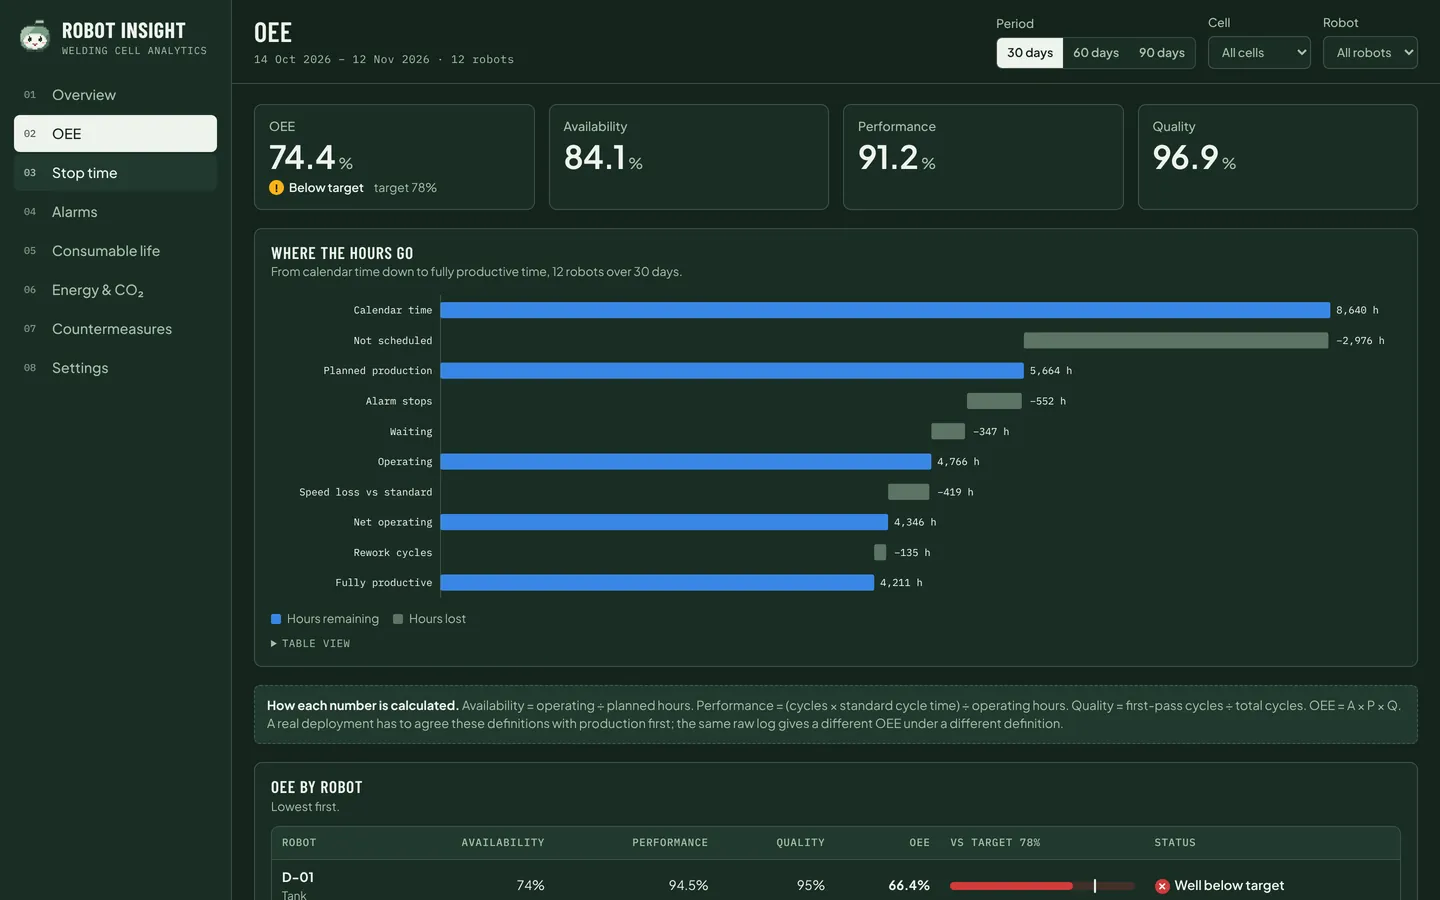 ROBOT INSIGHT
WELDING CELL ANALYTICS
01 Overview
02 OEE
03 Stop time
04 Alarms
05 Consumable life
06 Energy & CO₂
07 Countermeasures
08 Settings
OEE
14 Oct 2026 – 12 Nov 2026 · 12 robots
Period
30 days 60 days 90 days
Cell
All cells
Robot
All robots
OEE
74.4%
! Below target target 78%
Availability
84.1%
Performance
91.2%
Quality
96.9%
WHERE THE HOURS GO
From calendar time down to fully productive time, 12 robots over 30 days.
Calendar time 8,640 h
Not scheduled −2,976 h
Planned production 5,664 h
Alarm stops −552 h
Waiting −347 h
Operating 4,766 h
Speed loss vs standard −419 h
Net operating 4,346 h
Rework cycles −135 h
Fully productive 4,211 h
Hours remaining Hours lost
▶ TABLE VIEW
How each number is calculated. Availability = operating ÷ planned hours. Performance = (cycles × standard cycle time) ÷ operating hours. Quality = first-pass cycles ÷ total cycles. OEE = A × P × Q.
A real deployment has to agree these definitions with production first; the same raw log gives a different OEE under a different definition.
OEE BY ROBOT
Lowest first.
ROBOT AVAILABILITY PERFORMANCE QUALITY OEE VS TARGET 78% STATUS
D-01 74% 94.5% 95% 66.4% Well below target
Tank